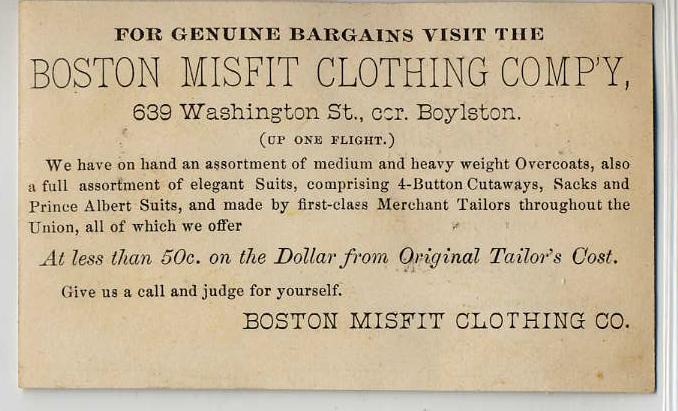 FOR GENUINE BARGAINS VISIT THE
BOSTON MISFIT CLOTHING COMP'Y,
639 Washington St., cor. Boylston.
(UP ONE FLIGHT.)
We have on hand an assortment of medium and heavy weight Overcoats, also
a full assortment of elegant Suits, comprising 4-Button Cutaways, Sacks and
Prince Albert Suits, and made by first-class Merchant Tailors throughout the
Union, all of which we offer
At less than 50c. on the Dollar from Original Tailor's Cost.
Give us a call and judge for yourself.
BOSTON MISFIT CLOTHING CO.